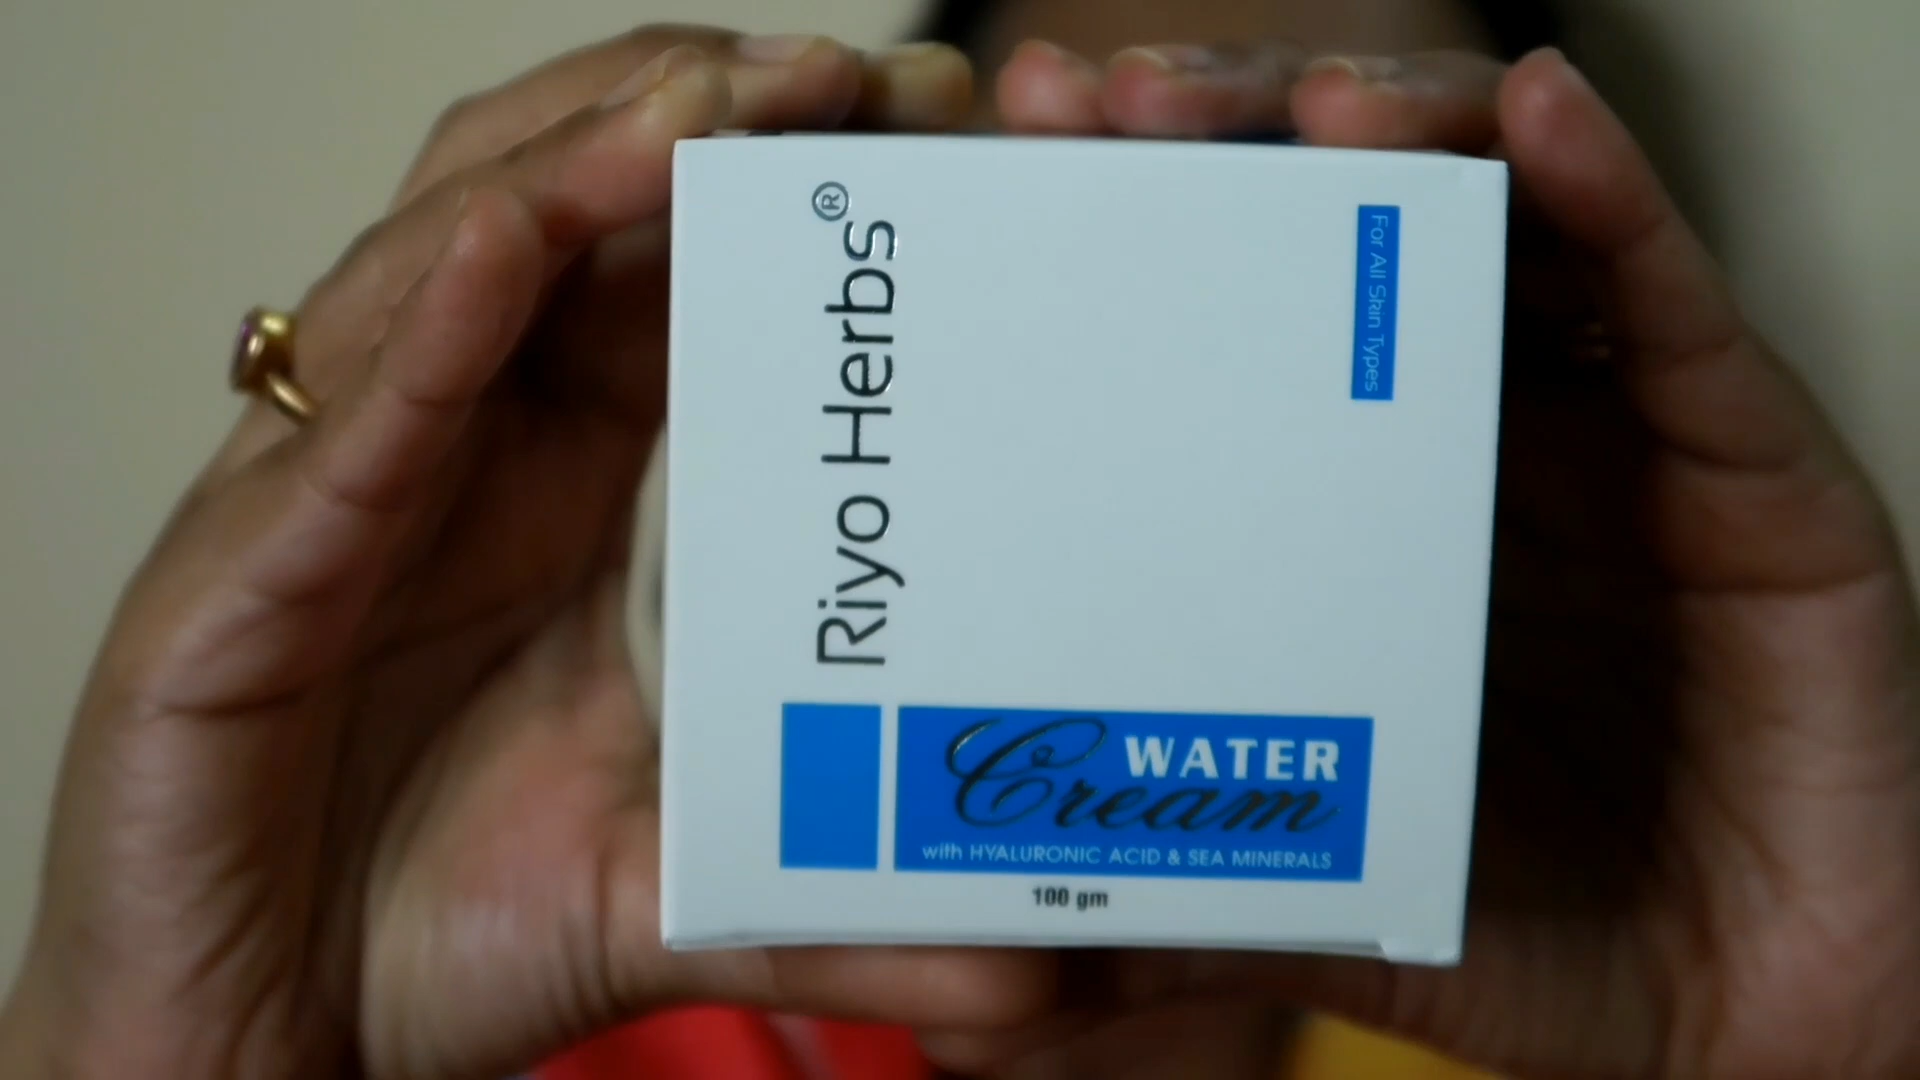 Riyo Herbs®
For All Skin Types
WATER
Cream
with HYALURONIC ACID & SEA MINERALS
100 gm